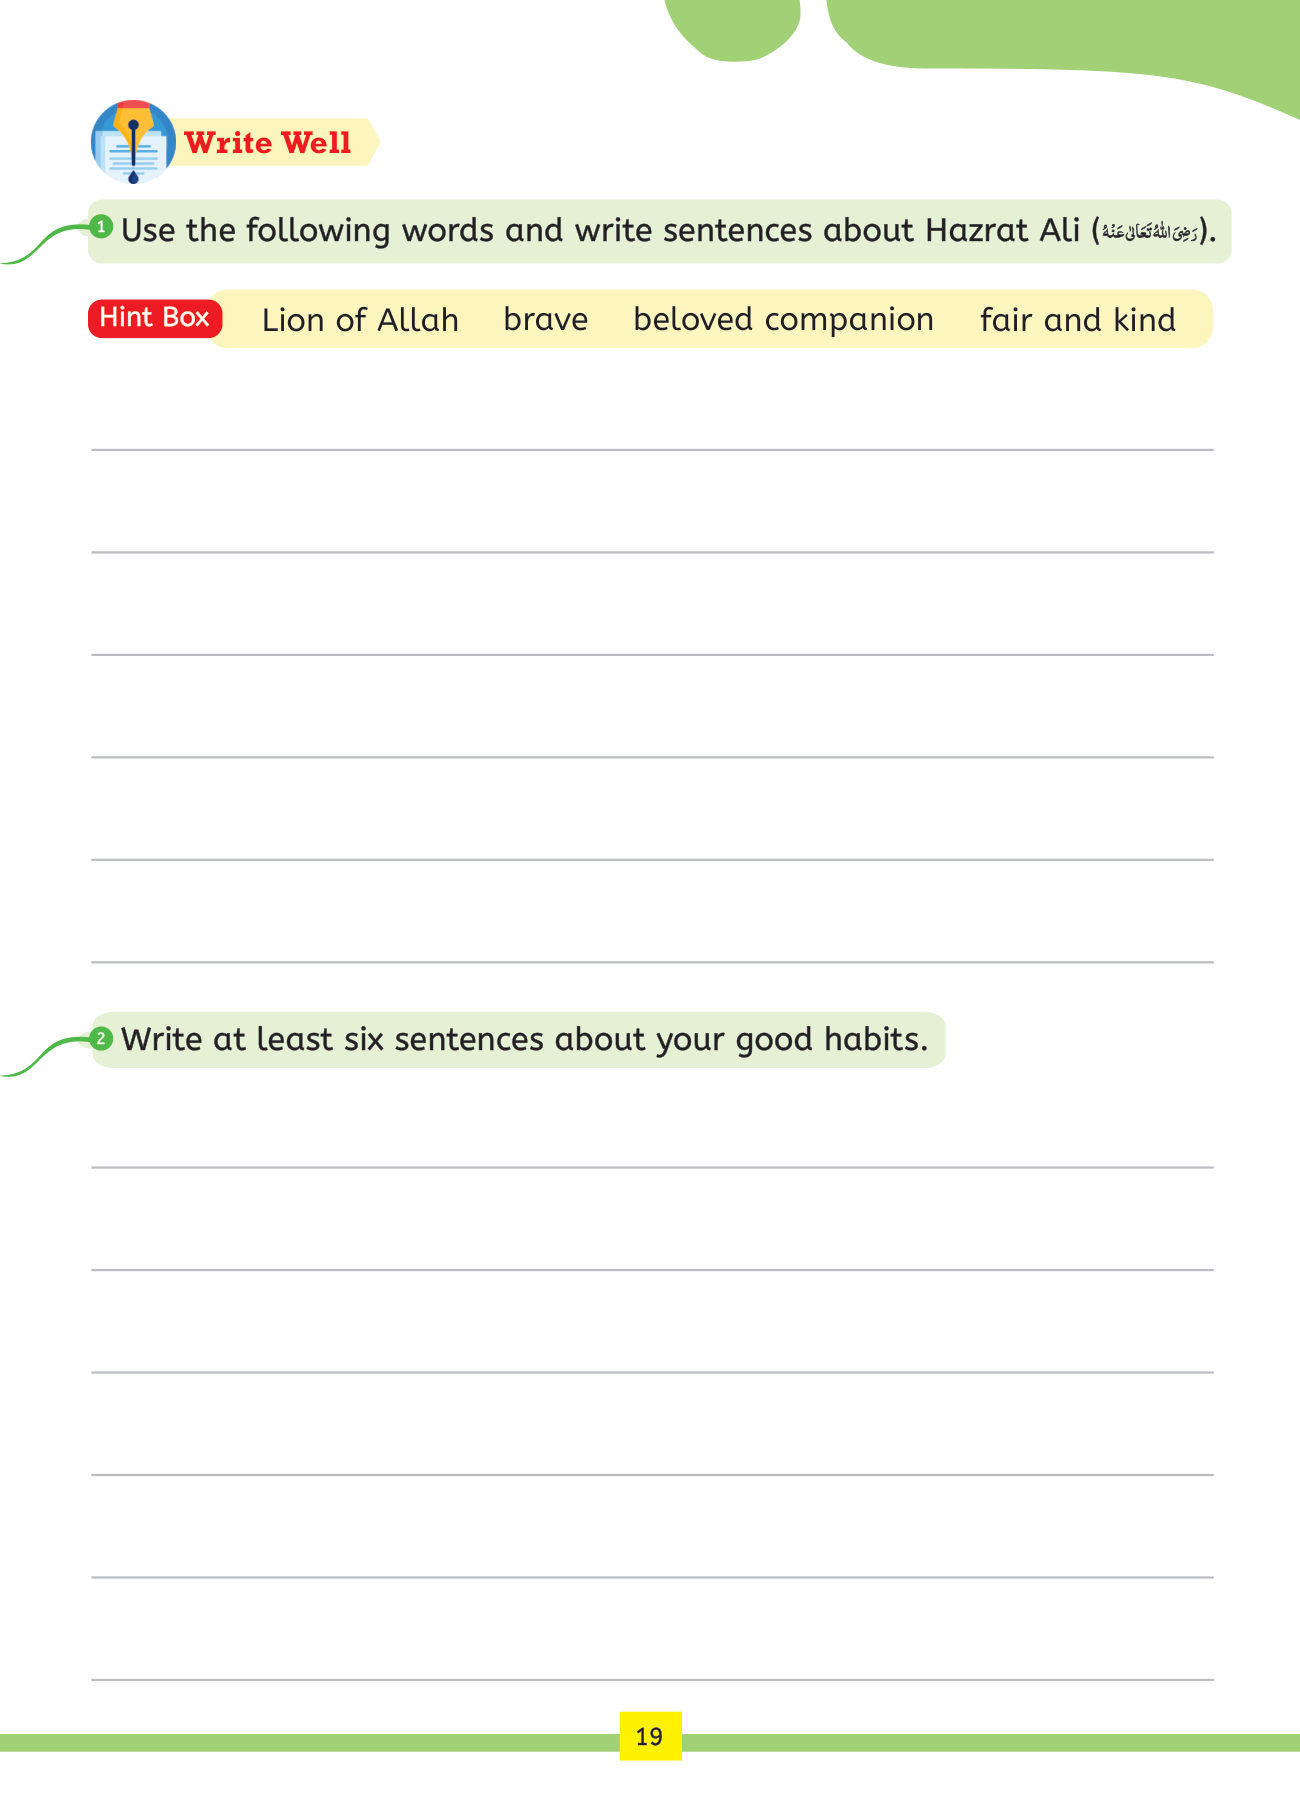 Write Well
1 Use the following words and write sentences about Hazrat Ali (رَضِیَ اللہُ تَعَالٰی عَنْہُ).
Hint Box Lion of Allah brave beloved companion fair and kind
2 Write at least six sentences about your good habits.
19